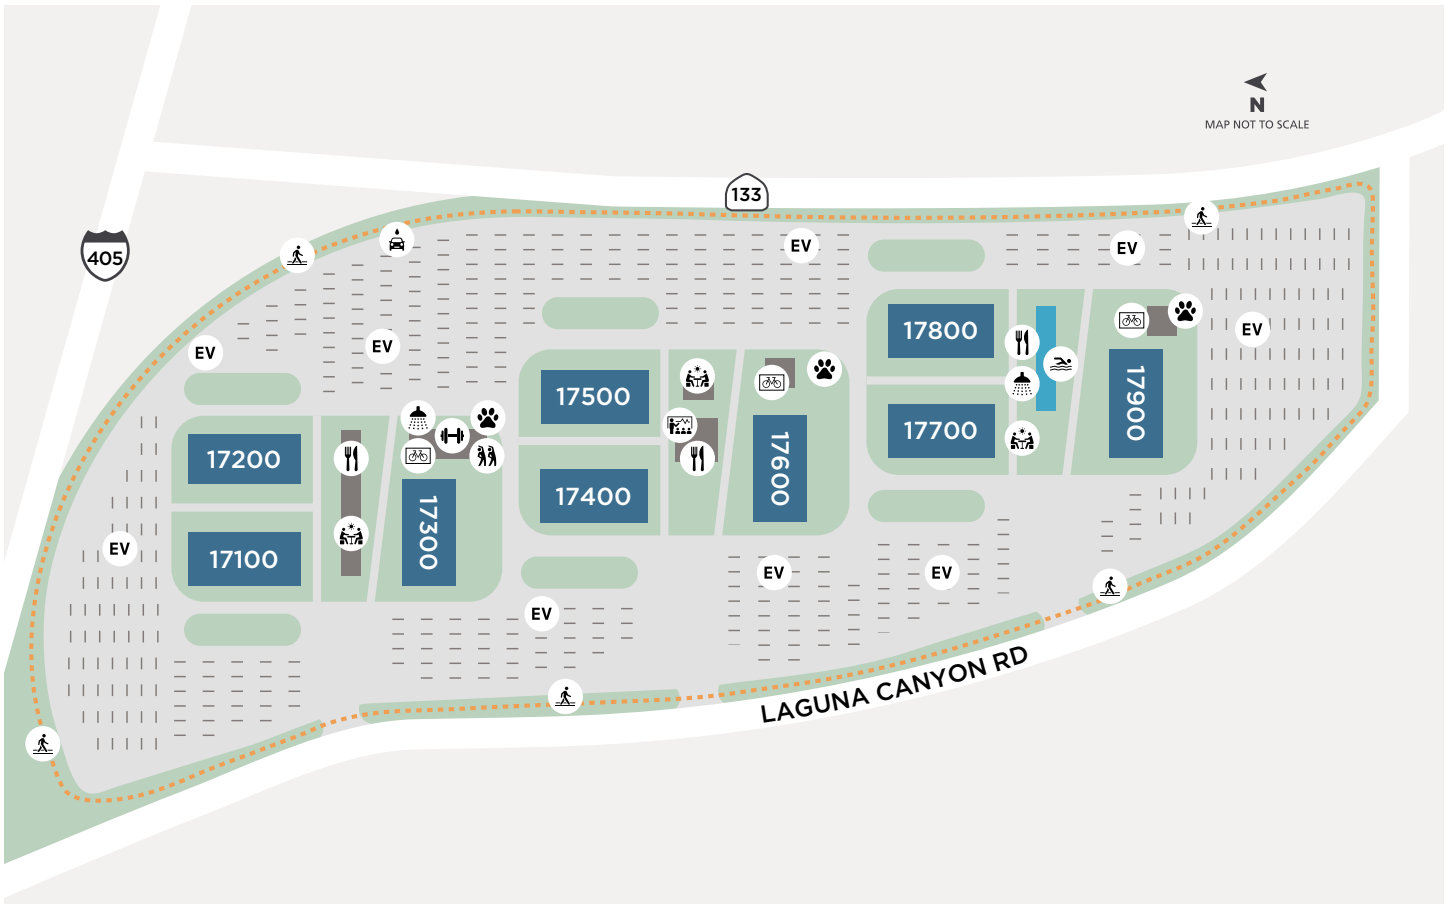 N
MAP NOT TO SCALE
133
405
EV
EV
EV
EV
EV
17800
17700
17900
17500
17400
17600
17200
17100
17300
EV
EV
EV
EV
LAGUNA CANYON RD